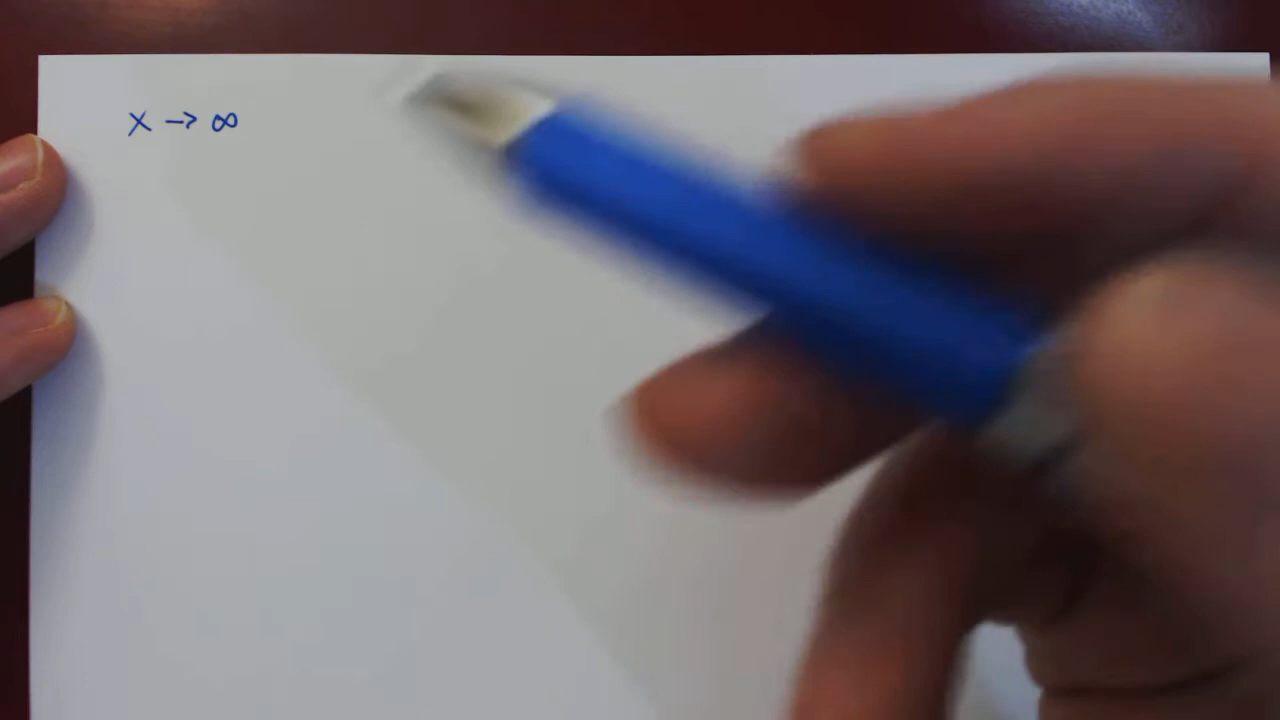 x → ∞